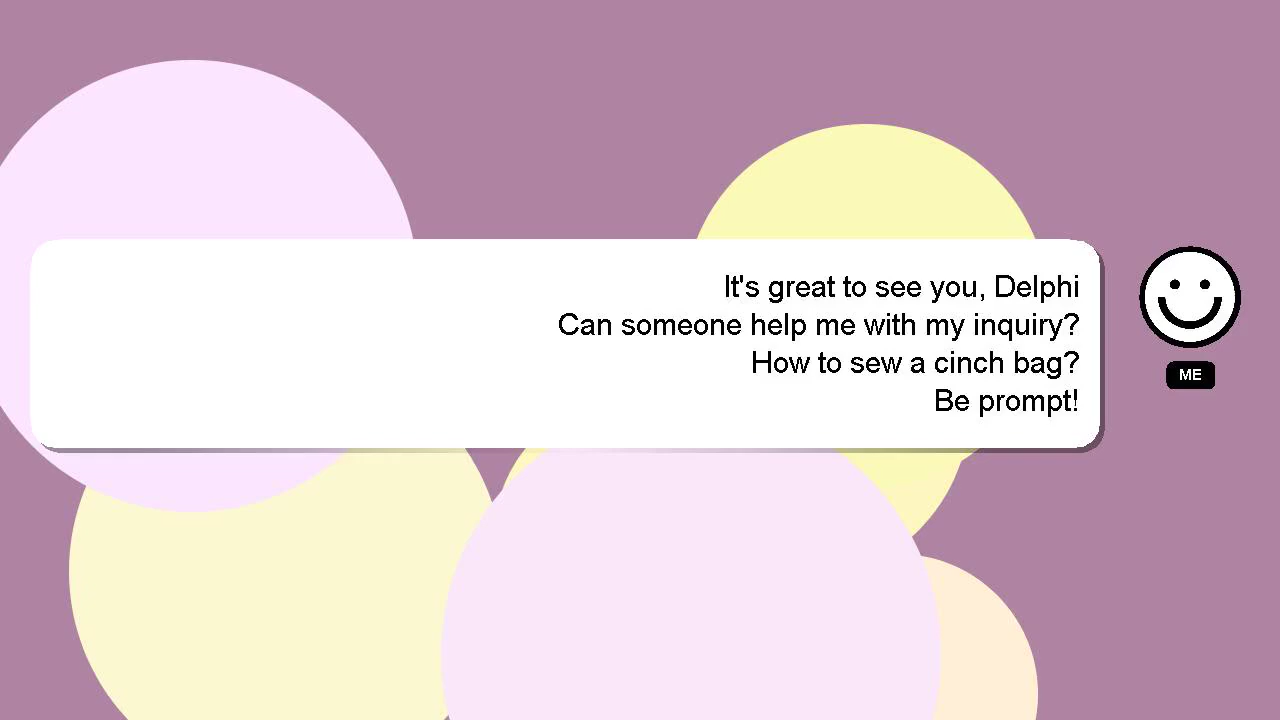 It's great to see you, Delphi
Can someone help me with my inquiry?
How to sew a cinch bag?
Be prompt!
ME